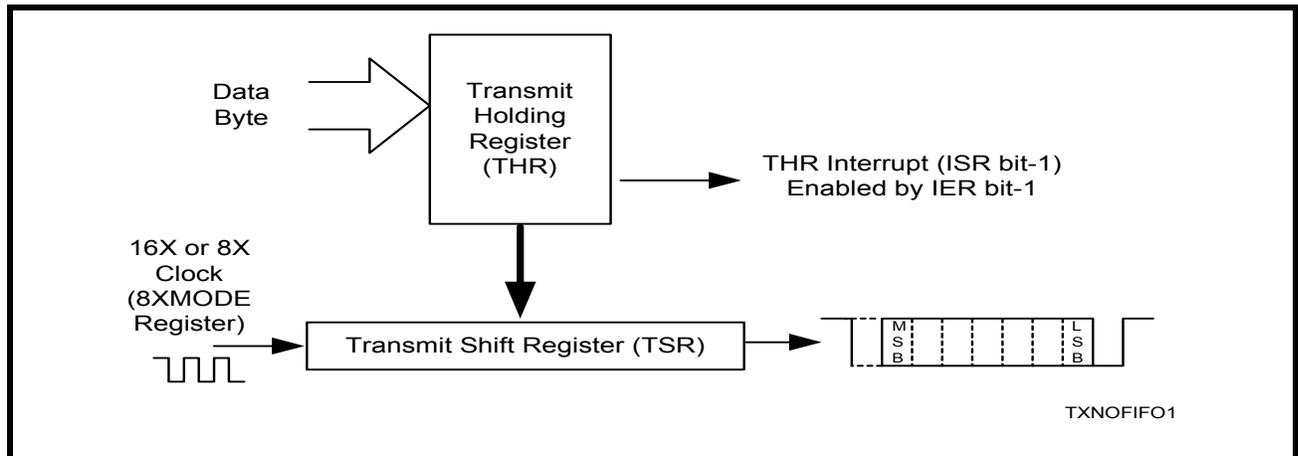 Data
Byte
Transmit
Holding
Register
(THR)
THR Interrupt (ISR bit-1)
Enabled by IER bit-1
16X or 8X
Clock
(8XMODE
Register)
Transmit Shift Register (TSR)
M
S
B
L
S
B
TXNOFIFO1